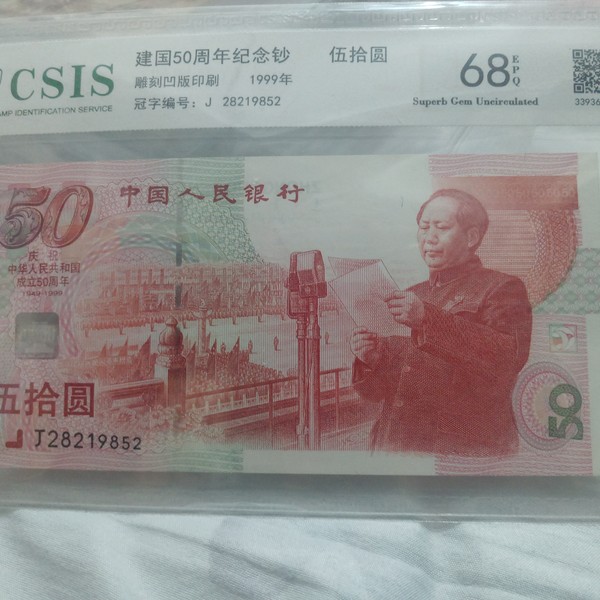 建国50周年纪念钞 伍拾圆
CSIS
雕刻凹版印刷 1999年
冠字编号：J 28219852
IDENTIFICATION SERVICE
68 EPQ
Superb Gem Uncirculated
33936
50
中国人民银行
庆祝
中华人民共和国
成立50周年
1949-1999
伍拾圆
J28219852
50